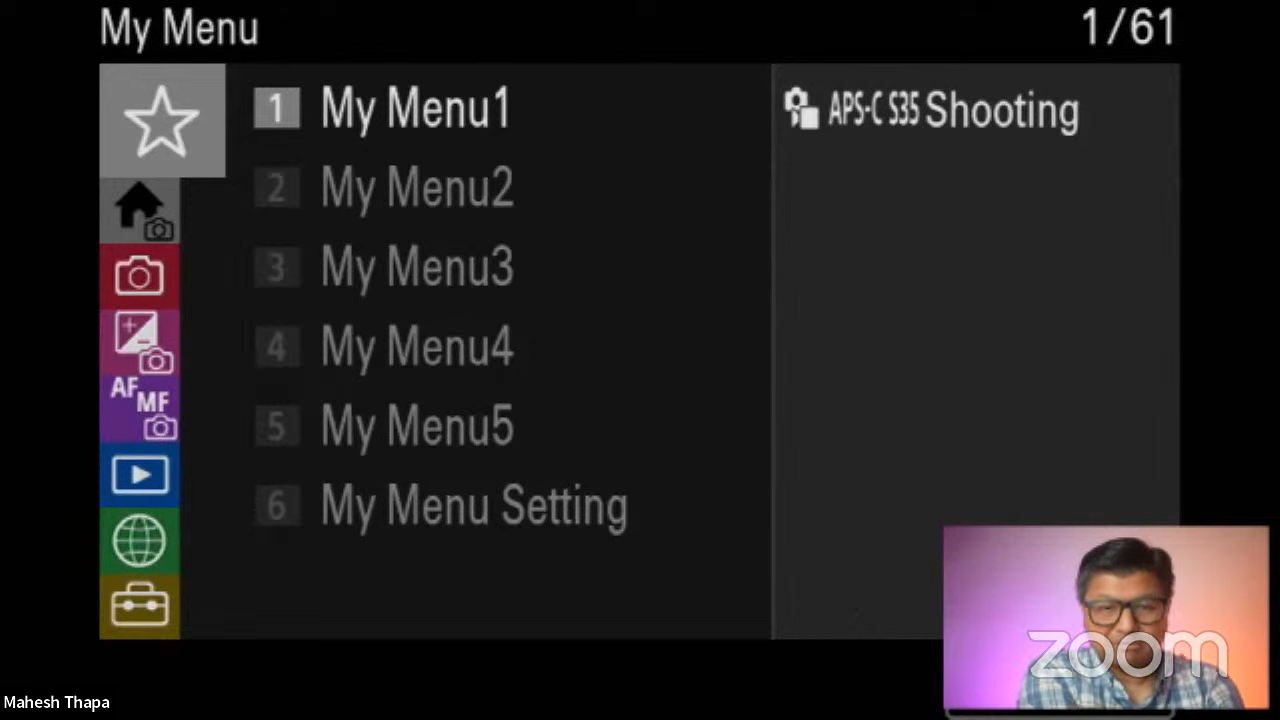 My Menu
1/61
1 My Menu1
APS-C S35 Shooting
2 My Menu2
3 My Menu3
4 My Menu4
AF MF
5 My Menu5
6 My Menu Setting
zoom
Mahesh Thapa